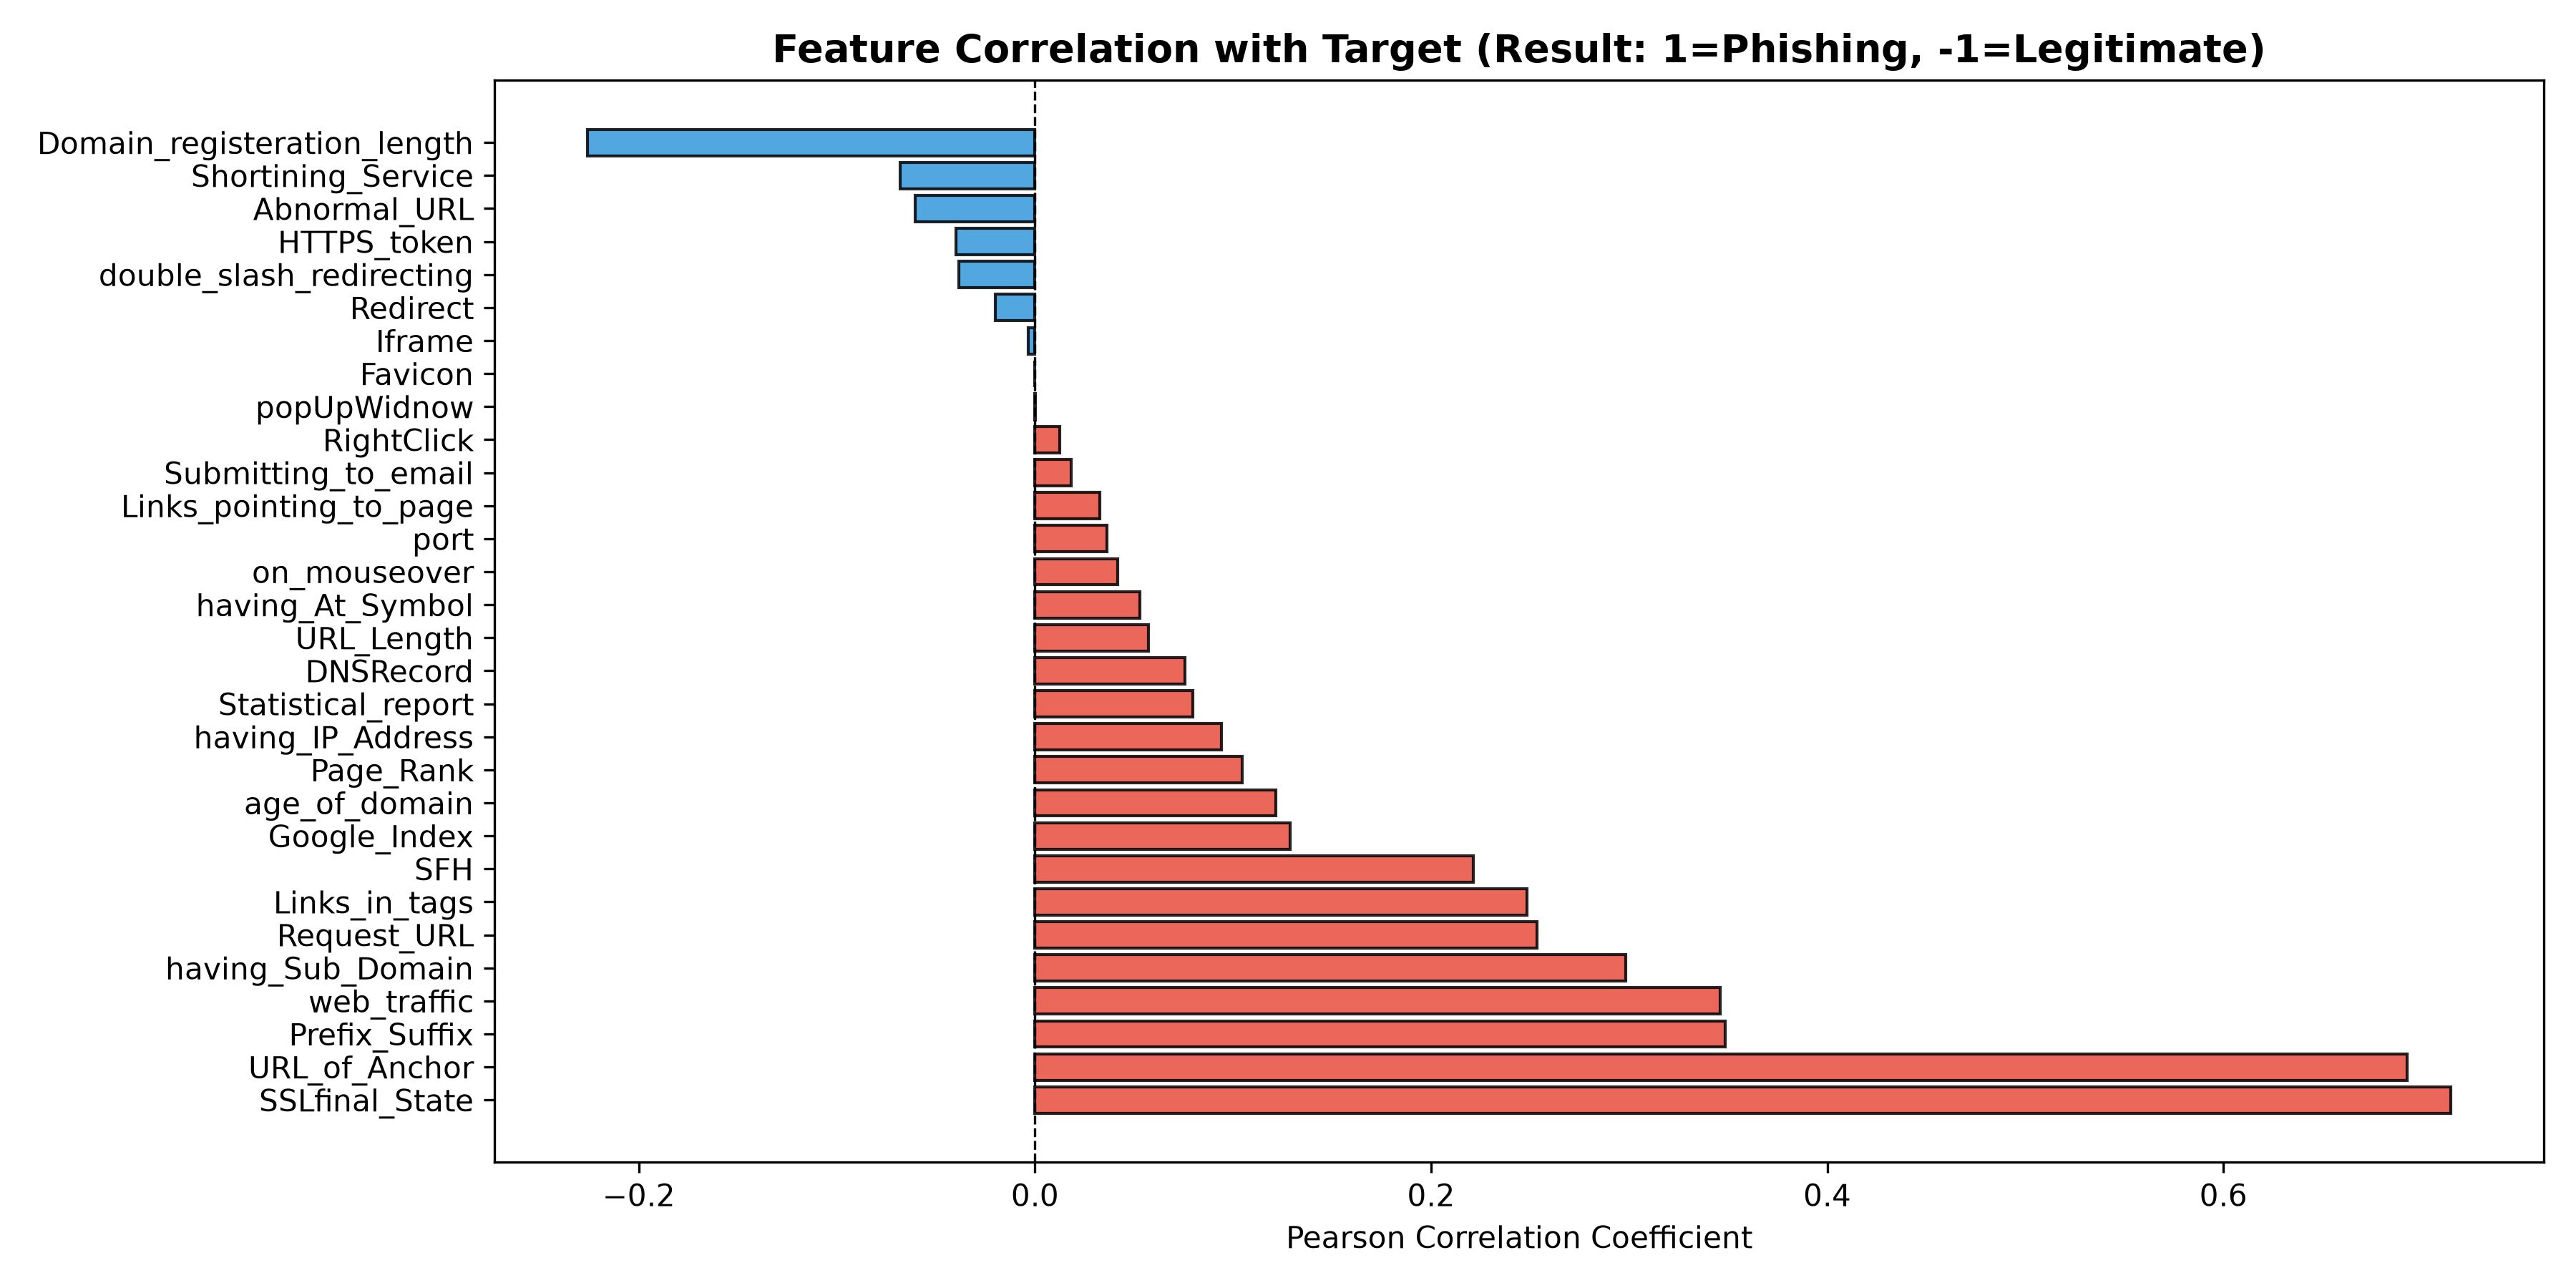 Feature Correlation with Target (Result: 1=Phishing, -1=Legitimate)
Domain_registeration_length
Shortining_Service
Abnormal_URL
HTTPS_token
double_slash_redirecting
Redirect
Iframe
Favicon
popUpWidnow
RightClick
Submitting_to_email
Links_pointing_to_page
port
on_mouseover
having_At_Symbol
URL_Length
DNSRecord
Statistical_report
having_IP_Address
Page_Rank
age_of_domain
Google_Index
SFH
Links_in_tags
Request_URL
having_Sub_Domain
web_traffic
Prefix_Suffix
URL_of_Anchor
SSLfinal_State
−0.2 0.0 0.2 0.4 0.6
Pearson Correlation Coefficient